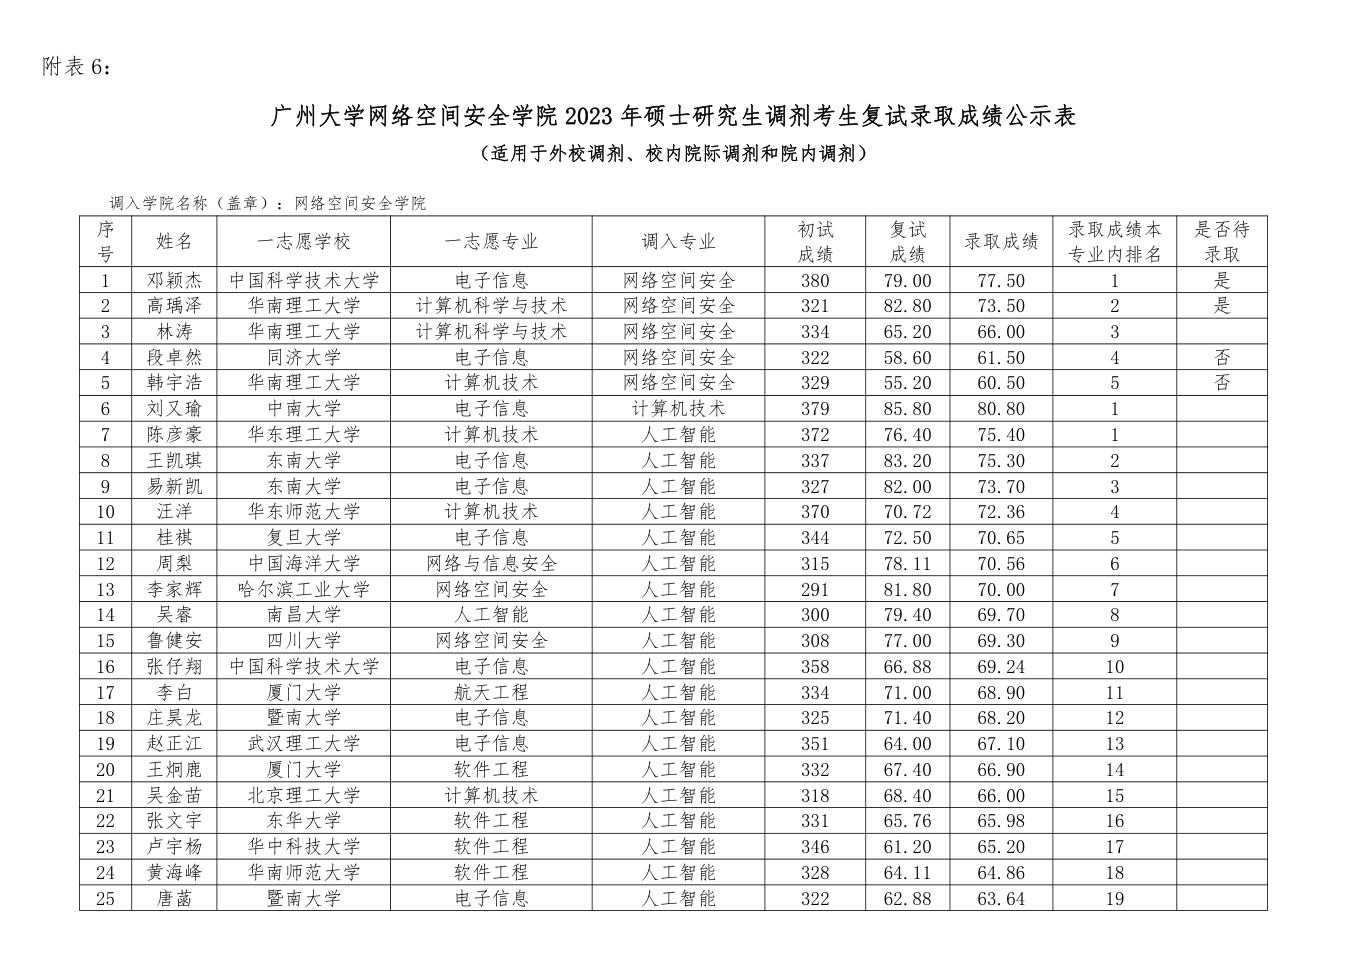 附表 6：
广州大学网络空间安全学院 2023 年硕士研究生调剂考生复试录取成绩公示表
（适用于外校调剂、校内院际调剂和院内调剂）
调入学院名称（盖章）：网络空间安全学院
序号 姓名 一志愿学校 一志愿专业 调入专业 初试成绩 复试成绩 录取成绩 录取成绩本专业内排名 是否待录取
1 邓颖杰 中国科学技术大学 电子信息 网络空间安全 380 79.00 77.50 1 是
2 高瑀泽 华南理工大学 计算机科学与技术 网络空间安全 321 82.80 73.50 2 是
3 林涛 华南理工大学 计算机科学与技术 网络空间安全 334 65.20 66.00 3
4 段卓然 同济大学 电子信息 网络空间安全 322 58.60 61.50 4 否
5 韩宇浩 华南理工大学 计算机技术 网络空间安全 329 55.20 60.50 5 否
6 刘又瑜 中南大学 电子信息 计算机技术 379 85.80 80.80 1
7 陈彦豪 华东理工大学 计算机技术 人工智能 372 76.40 75.40 1
8 王凯琪 东南大学 电子信息 人工智能 337 83.20 75.30 2
9 易新凯 东南大学 电子信息 人工智能 327 82.00 73.70 3
10 汪洋 华东师范大学 计算机技术 人工智能 370 70.72 72.36 4
11 桂祺 复旦大学 电子信息 人工智能 344 72.50 70.65 5
12 周梨 中国海洋大学 网络与信息安全 人工智能 315 78.11 70.56 6
13 李家辉 哈尔滨工业大学 网络空间安全 人工智能 291 81.80 70.00 7
14 吴睿 南昌大学 人工智能 人工智能 300 79.40 69.70 8
15 鲁健安 四川大学 网络空间安全 人工智能 308 77.00 69.30 9
16 张仔翔 中国科学技术大学 电子信息 人工智能 358 66.88 69.24 10
17 李白 厦门大学 航天工程 人工智能 334 71.00 68.90 11
18 庄昊龙 暨南大学 电子信息 人工智能 325 71.40 68.20 12
19 赵正江 武汉理工大学 电子信息 人工智能 351 64.00 67.10 13
20 王炯鹿 厦门大学 软件工程 人工智能 332 67.40 66.90 14
21 吴金苗 北京理工大学 计算机技术 人工智能 318 68.40 66.00 15
22 张文宇 东华大学 软件工程 人工智能 331 65.76 65.98 16
23 卢宇杨 华中科技大学 软件工程 人工智能 346 61.20 65.20 17
24 黄海峰 华南师范大学 软件工程 人工智能 328 64.11 64.86 18
25 唐菡 暨南大学 电子信息 人工智能 322 62.88 63.64 19